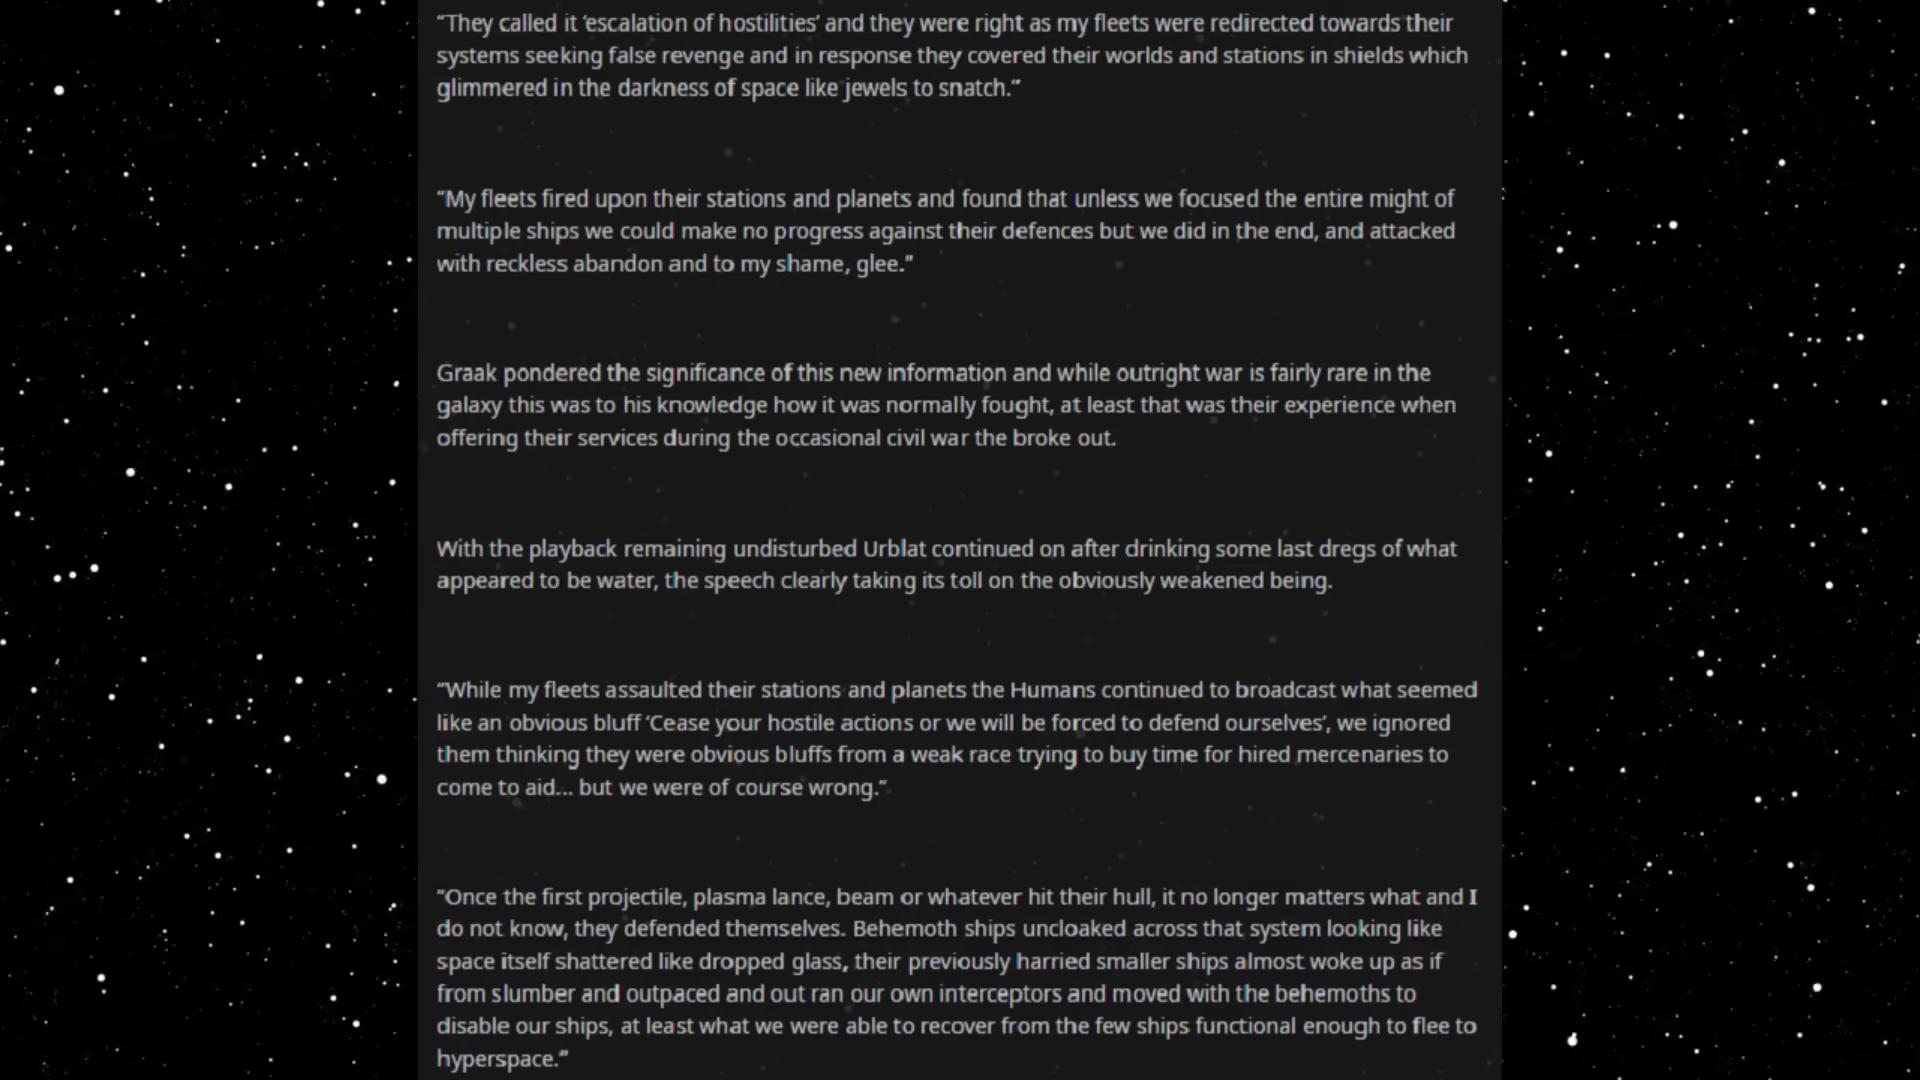 “They called it ‘escalation of hostilities’ and they were right as my fleets were redirected towards their
systems seeking false revenge and in response they covered their worlds and stations in shields which
glimmered in the darkness of space like jewels to snatch.”
“My fleets fired upon their stations and planets and found that unless we focused the entire might of
multiple ships we could make no progress against their defences but we did in the end, and attacked
with reckless abandon and to my shame, glee.”
Graak pondered the significance of this new information and while outright war is fairly rare in the
galaxy this was to his knowledge how it was normally fought, at least that was their experience when
offering their services during the occasional civil war the broke out.
With the playback remaining undisturbed Urblat continued on after drinking some last dregs of what
appeared to be water, the speech clearly taking its toll on the obviously weakened being.
“While my fleets assaulted their stations and planets the Humans continued to broadcast what seemed
like an obvious bluff ‘Cease your hostile actions or we will be forced to defend ourselves’, we ignored
them thinking they were obvious bluffs from a weak race trying to buy time for hired mercenaries to
come to aid... but we were of course wrong.”
“Once the first projectile, plasma lance, beam or whatever hit their hull, it no longer matters what and I
do not know, they defended themselves. Behemoth ships uncloaked across that system looking like
space itself shattered like dropped glass, their previously harried smaller ships almost woke up as if
from slumber and outpaced and out ran our own interceptors and moved with the behemoths to
disable our ships, at least what we were able to recover from the few ships functional enough to flee to
hyperspace.”